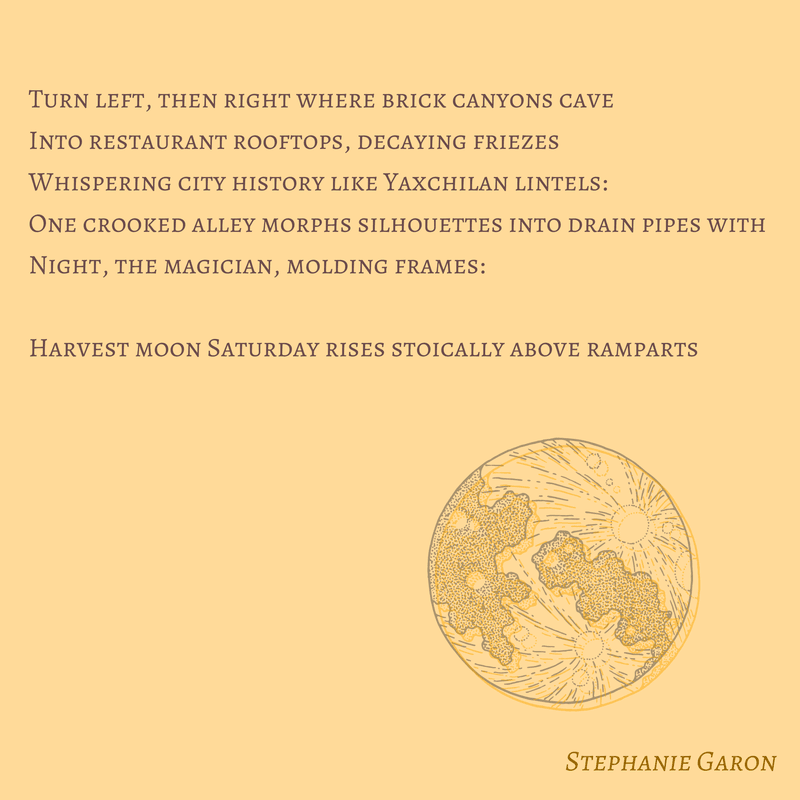 Turn left, then right where brick canyons cave
Into restaurant rooftops, decaying friezes
Whispering city history like Yaxchilan lintels:
One crooked alley morphs silhouettes into drain pipes with
Night, the magician, molding frames:
Harvest moon Saturday rises stoically above ramparts
Stephanie Garon